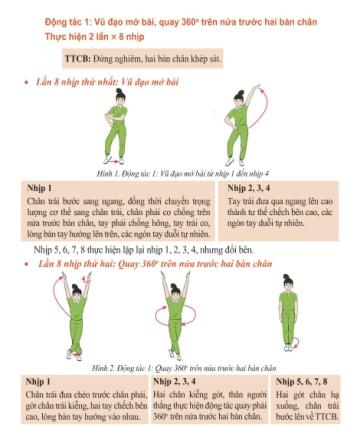 Động tác 1: Vũ đạo mở bài, quay 360º trên nửa trước hai bàn chân
Thực hiện 2 lần × 8 nhịp
TTCB: Đứng nghiêm, hai bàn chân khép sát.
• Lần 8 nhịp thứ nhất: Vũ đạo mở bài
Hình 1. Động tác 1: Vũ đạo mở bài từ nhịp 1 đến nhịp 4
Nhịp 1
Chân trái bước sang ngang, đồng thời chuyển trọng
lượng cơ thể sang chân trái, chân phải co chống trên
nửa trước bàn chân, tay phải chống hông, tay trái co,
lòng bàn tay hướng lên trên, các ngón tay duỗi tự nhiên.
Nhịp 2, 3, 4
Tay trái đưa qua ngang lên cao
thành tư thế chếch bên cao, các
ngón tay duỗi tự nhiên.
Nhịp 5, 6, 7, 8 thực hiện lặp lại nhịp 1, 2, 3, 4, nhưng đổi bên.
• Lần 8 nhịp thứ hai: Quay 360º trên nửa trước hai bàn chân
Hình 2. Động tác 1: Quay 360º trên nửa trước hai bàn chân
Nhịp 1
Chân trái đưa chéo trước chân phải,
gót chân trái kiễng, hai tay chếch bên
cao, lòng bàn tay hướng vào nhau.
Nhịp 2, 3, 4
Hai chân kiễng gót, thân người
thẳng thực hiện động tác quay phải
360º trên nửa trước hai bàn chân.
Nhịp 5, 6, 7, 8
Hai gót chân hạ
xuống, chân trái
bước lên về TTCB.